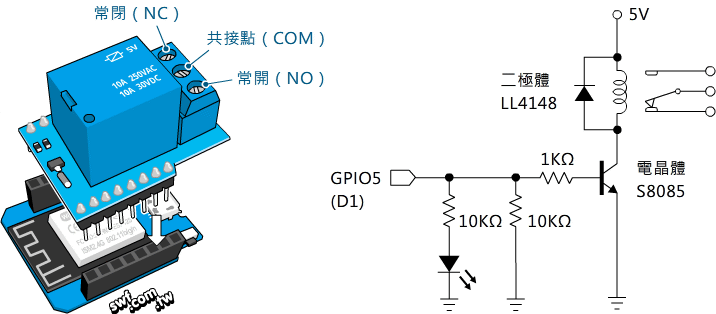 常閉（NC）
共接點（COM）
常開（NO）
5V
10A 250VAC
10A 30VDC
swf.com.tw
5V
二極體
LL4148
1KΩ
GPIO5
(D1)
電晶體
S8085
10KΩ
10KΩ